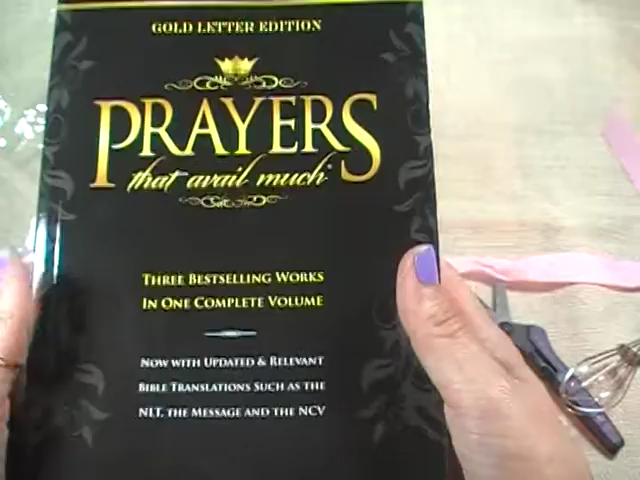 GOLD LETTER EDITION
PRAYERS
that avail much®
THREE BESTSELLING WORKS
IN ONE COMPLETE VOLUME
NOW WITH UPDATED & RELEVANT
BIBLE TRANSLATIONS SUCH AS THE
NLT, THE MESSAGE AND THE NCV